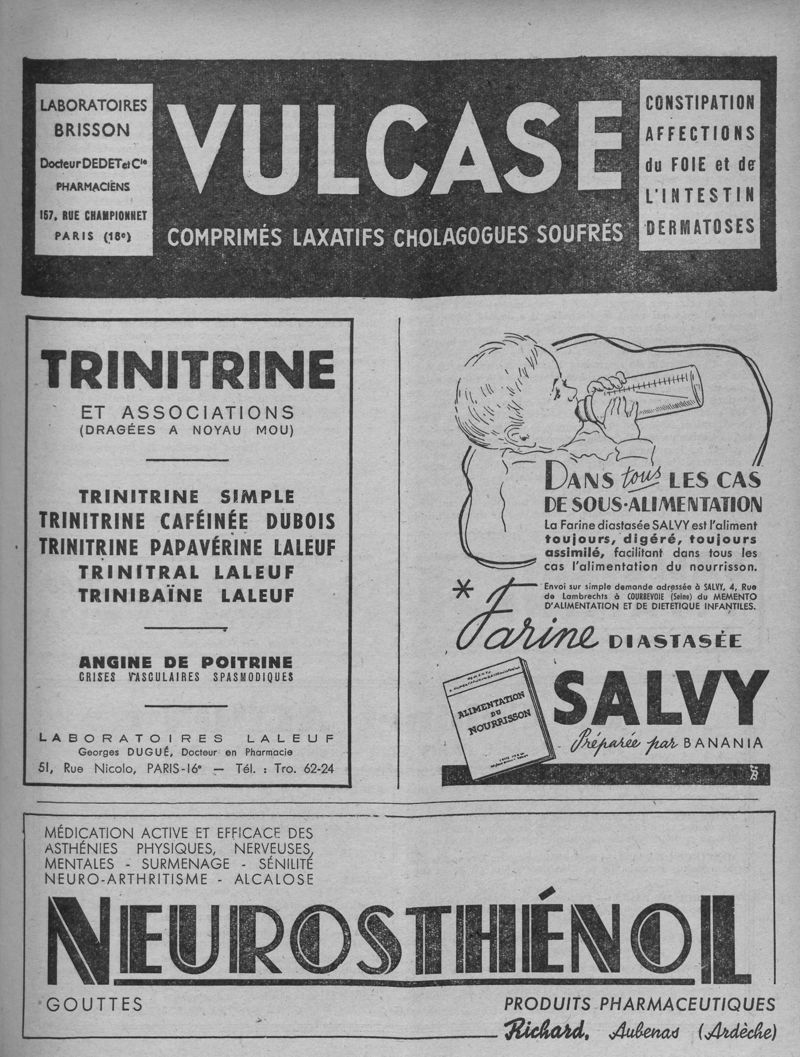 LABORATOIRES
BRISSON
Docteur DEDET et Cie
PHARMACIENS
157, RUE CHAMPIONNET
PARIS (18e)
VULCASE
COMPRIMÉS LAXATIFS CHOLAGOGUES SOUFRÉS
CONSTIPATION
AFFECTIONS
du FOIE et de
L'INTESTIN
DERMATOSES
TRINITRINE
ET ASSOCIATIONS
(DRAGÉES A NOYAU MOU)
TRINITRINE SIMPLE
TRINITRINE CAFÉINÉE DUBOIS
TRINITRINE PAPAVÉRINE LALEUF
TRINITRAL LALEUF
TRINIBAÏNE LALEUF
ANGINE DE POITRINE
CRISES VASCULAIRES SPASMODIQUES
LABORATOIRES LALEUF
Georges DUGUÉ, Docteur en Pharmacie
51, Rue Nicolo, PARIS-16e — Tél. : Tro. 62-24
DANS tous LES CAS
DE SOUS-ALIMENTATION
La Farine diastasée SALVY est l'aliment
toujours, digéré, toujours
assimilé, facilitant dans tous les
cas l'alimentation du nourrisson.
* Envoi sur simple demande adressée à SALVY, 4, Rue
de Lambrechts à COURBEVOIE (Seine) du MEMENTO
D'ALIMENTATION ET DE DIETÉTIQUE INFANTILES.
Farine DIASTASÉE
SALVY
Préparée par BANANIA
ALIMENTATION
DU
NOURRISSON
MÉDICATION ACTIVE ET EFFICACE DES
ASTHÉNIES PHYSIQUES, NERVEUSES,
MENTALES - SURMENAGE - SÉNILITÉ
NEURO-ARTHRITISME - ALCALOSE
NEUROSTHÉNOL
GOUTTES
PRODUITS PHARMACEUTIQUES
Richard, Aubenas (Ardèche)